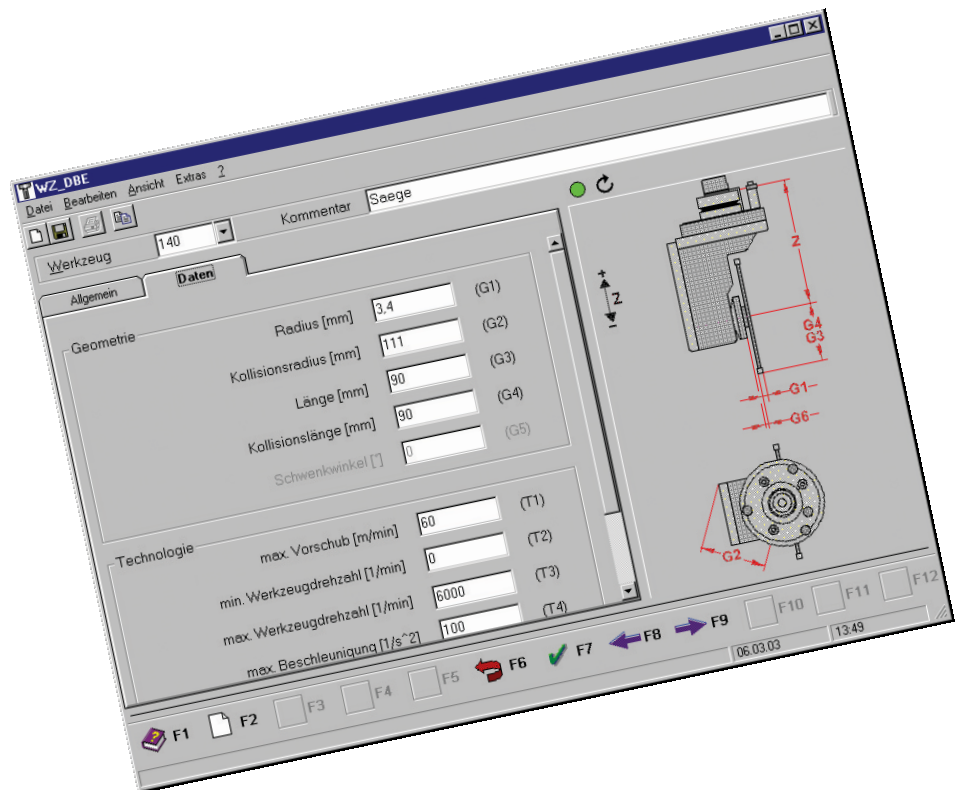 WZ_DBE
Datei Bearbeiten Ansicht Extras ?
Werkzeug 140 Kommentar Saege
Allgemein Daten
Geometrie
Radius [mm] 3,4 (G1)
Kollisionsradius [mm] 111 (G2)
Länge [mm] 90 (G3)
Kollisionslänge [mm] 90 (G4)
Schwenkwinkel [°] 0 (G5)
Technologie
max. Vorschub [m/min] 60 (T1)
min. Werkzeugdrehzahl [1/min] 0 (T2)
max. Werkzeugdrehzahl [1/min] 6000 (T3)
max. Beschleunigung [1/s^2] 100 (T4)
+
Z
-
Z
G4
G3
G1
G6
G2
F1 F2 F3 F4 F5 F6 F7 F8 F9 F10 F11 F12
06.03.03 13:49